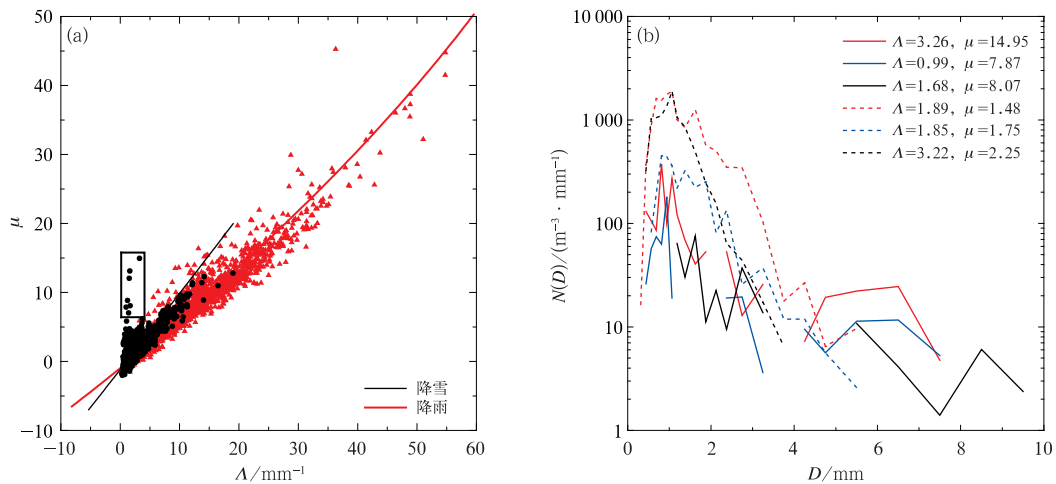 (a)
50
40
30
20
10
0
−10
μ
−10 0 10 20 30 40 50 60
Λ/mm⁻¹
降雪
降雨
(b)
10 000
1 000
100
10
1
N(D)/(m⁻³·mm⁻¹)
0 2 4 6 8 10
D/mm
Λ=3.26, μ=14.95
Λ=0.99, μ=7.87
Λ=1.68, μ=8.07
Λ=1.89, μ=1.48
Λ=1.85, μ=1.75
Λ=3.22, μ=2.25